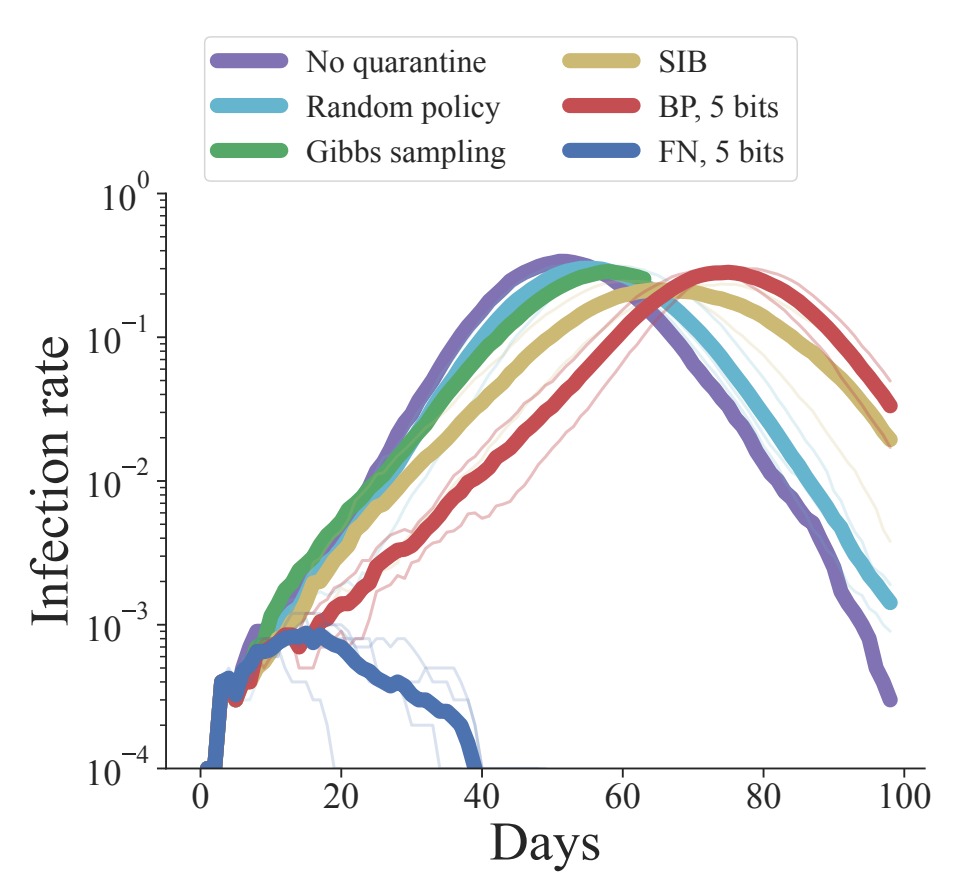 No quarantine
Random policy
Gibbs sampling
SIB
BP, 5 bits
FN, 5 bits
10^0
10^−1
10^−2
10^−3
10^−4
Infection rate
0 20 40 60 80 100
Days